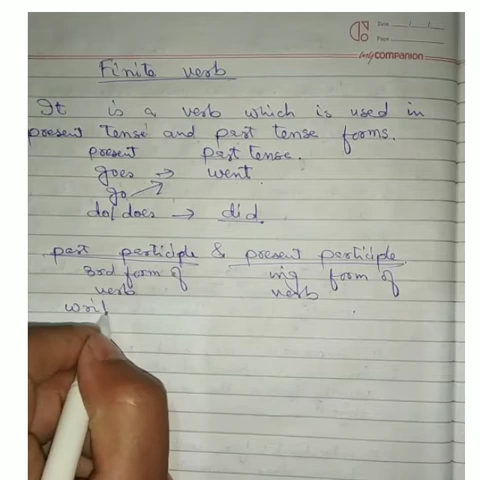 Date
Page
mycompanion
Finite verb
It is a verb which is used in
present tense and past tense forms.
present past tense.
goes → went.
go
do/does → did.
past participle & present participle
3rd form of ing form of
verb verb
writ